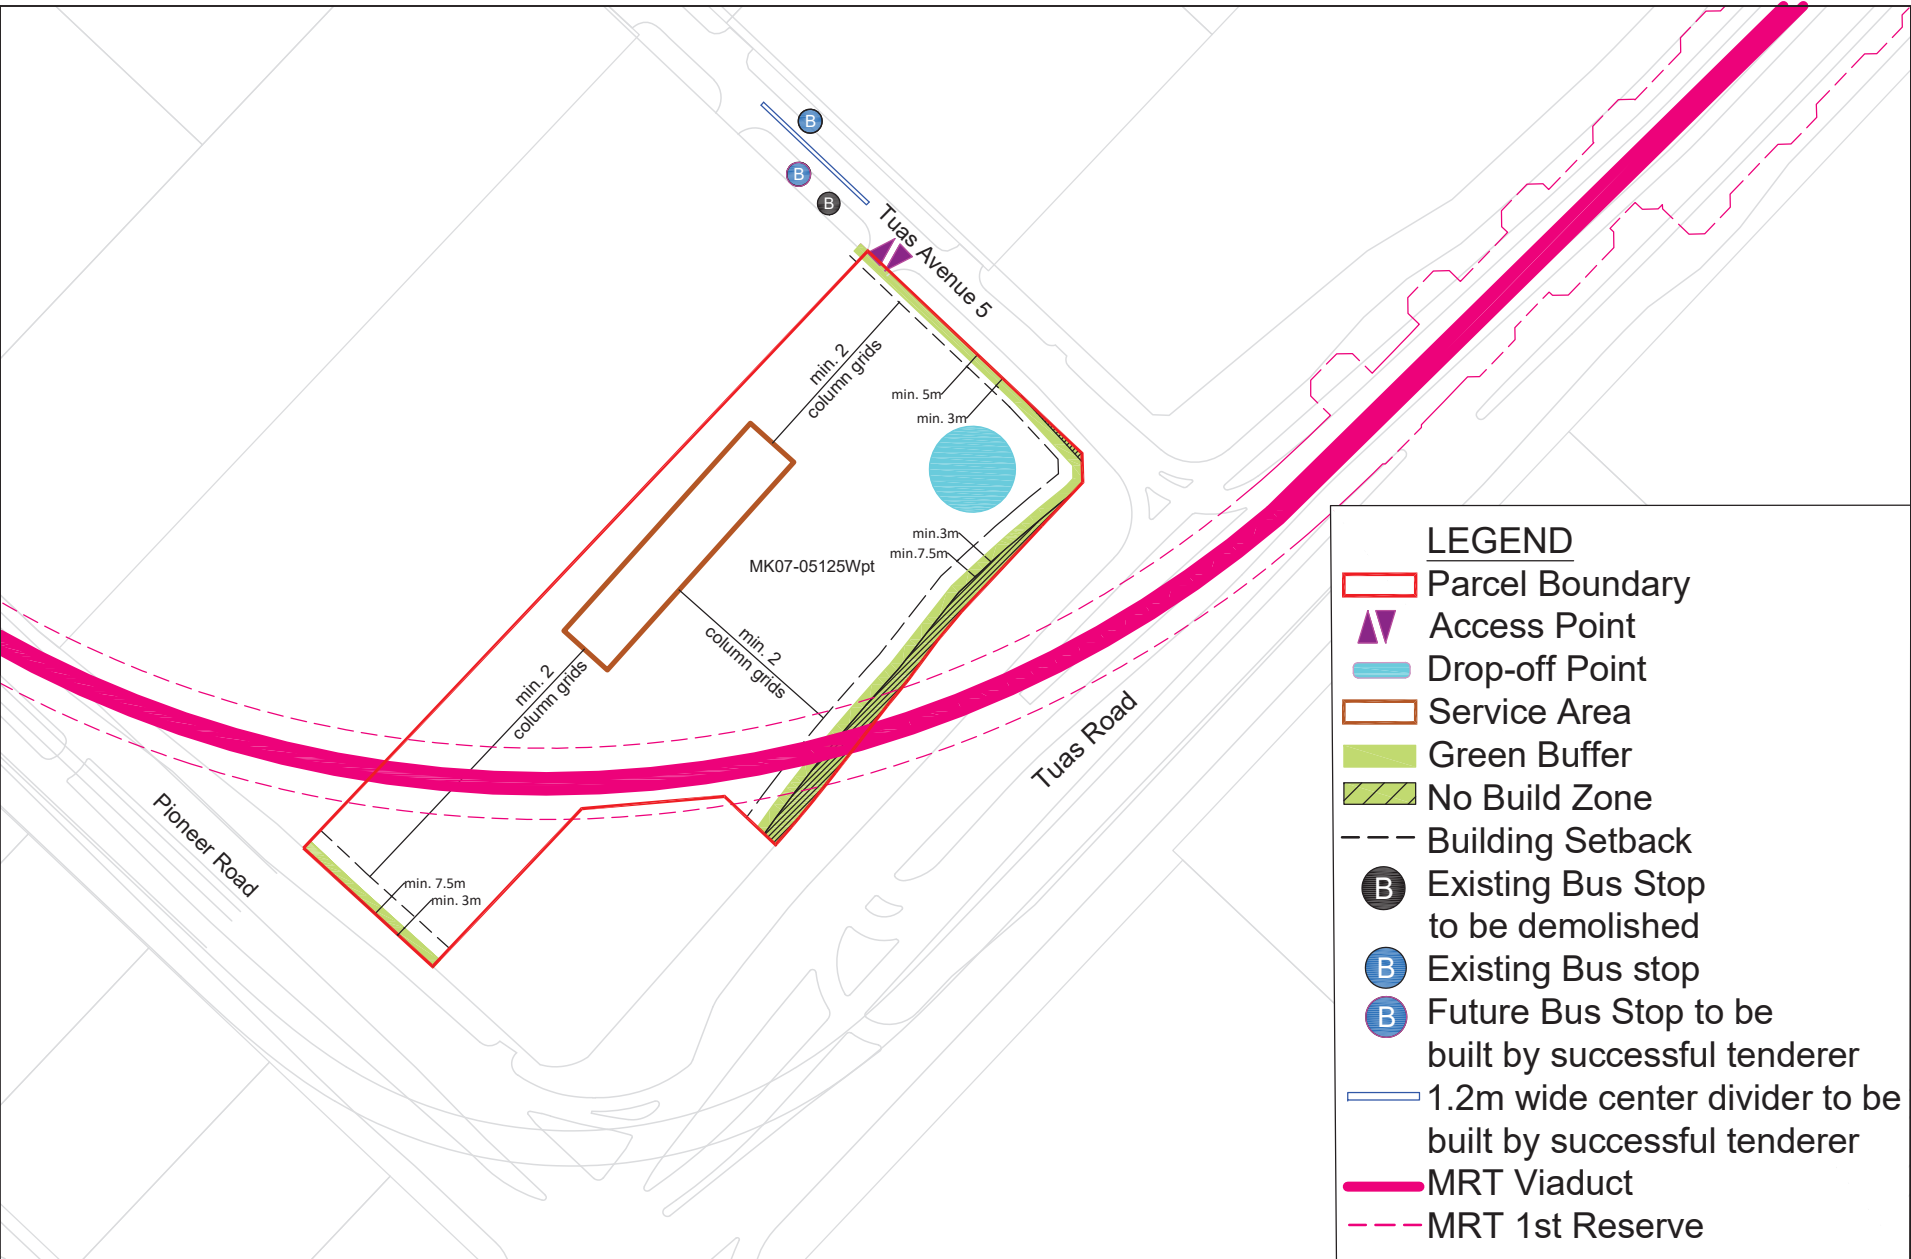 B
B
B
Tuas Avenue 5
min. 2
column grids
min. 5m
min. 3m
min.3m
min.7.5m
MK07-05125Wpt
min. 2
column grids
min. 2
column grids
Tuas Road
Pioneer Road
min. 7.5m
min. 3m
LEGEND
Parcel Boundary
Access Point
Drop-off Point
Service Area
Green Buffer
No Build Zone
Building Setback
B Existing Bus Stop
to be demolished
B Existing Bus stop
B Future Bus Stop to be
built by successful tenderer
1.2m wide center divider to be
built by successful tenderer
MRT Viaduct
MRT 1st Reserve